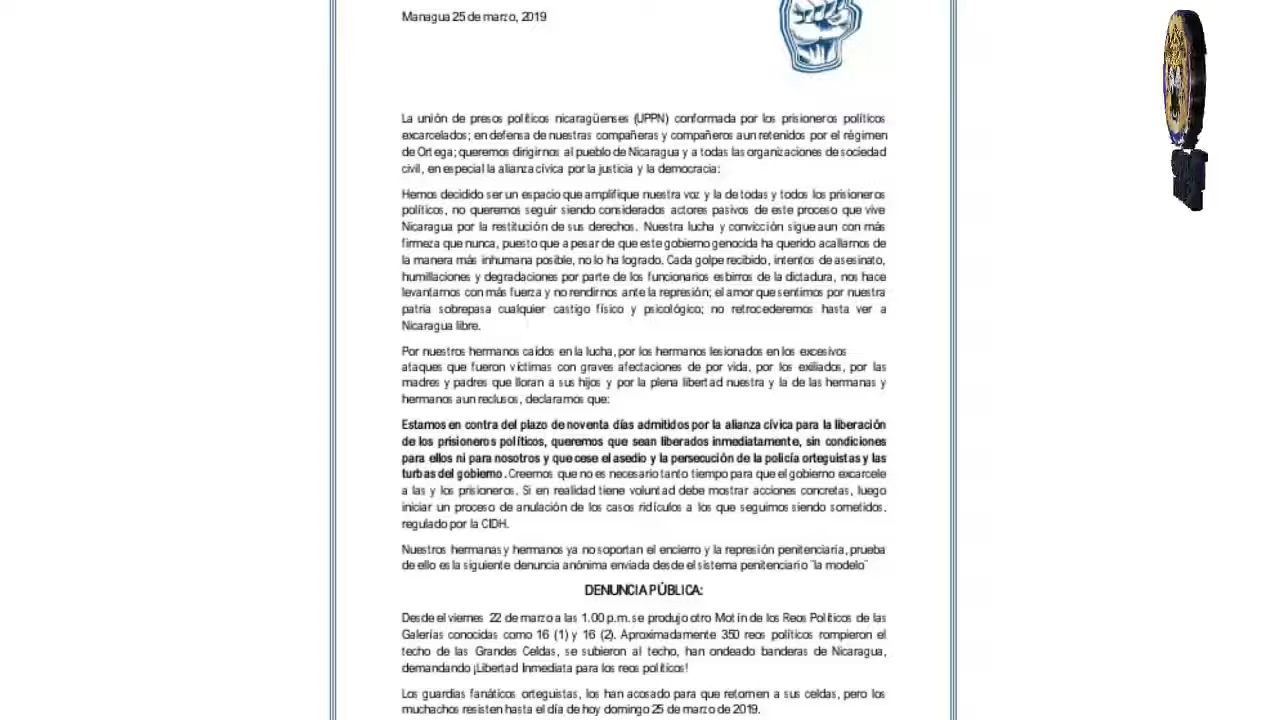 Managua 25 de marzo, 2019
La unión de presos políticos nicaragüenses (UPPN) conformada por los prisioneros políticos
excarcelados; en defensa de nuestras compañeras y compañeros aun retenidos por el règimen
de Ortega; queremos dirigirnos al pueblo de Nicaragua y a todas las organizaciones de sociedad
civil, en especial la alianza cívica por la justicia y la democracia:
Hemos decidido ser un espacio que amplifique nuestra voz y la de todas y todos los prisioneros
políticos, no queremos seguir siendo considerados actores pasivos de este proceso que vive
Nicaragua por la restitución de sus derechos. Nuestra lucha y convicción sigue aun con más
firmeza que nunca, puesto que a pesar de que este gobierno genocida ha querido acallarnos de
la manera más inhumana posible, no lo ha logrado. Cada golpe recibido, intentos de asesinato,
humillaciones y degradaciones por parte de los funcionarios esbirros de la dictadura, nos hace
levantarnos con más fuerza y no rendirnos ante la represión; el amor que sentimos por nuestra
patria sobrepasa cualquier castigo físico y psicológico; no retrocederemos hasta ver a
Nicaragua libre.
Por nuestros hermanos caídos en la lucha, por los hermanos lesionados en los excesivos
ataques que fueron víctimas con graves afectaciones de por vida, por los exiliados, por las
madres y padres que lloran a sus hijos y por la plena libertad nuestra y la de las hermanas y
hermanos aun reclusos, declaramos que:
Estamos en contra del plazo de noventa días admitidos por la alianza cívica para la liberación
de los prisioneros políticos, queremos que sean liberados inmediatamente, sin condiciones
para ellos ni para nosotros y que cese el asedio y la persecución de la policía orteguistas y las
turbas del gobierno. Creemos que no es necesario tanto tiempo para que el gobierno excarcele
a las y los prisioneros. Si en realidad tiene voluntad debe mostrar acciones concretas, luego
iniciar un proceso de anulación de los casos ridículos a los que seguimos siendo sometidos.
regulado por la CIDH.
Nuestros hermanas y hermanos ya no soportan el encierro y la represión penitenciaria, prueba
de ello es la siguiente denuncia anónima enviada desde el sistema penitenciario ¨la modelo¨
DENUNCIA PÚBLICA:
Desde el viernes 22 de marzo a las 1.00 p.m. se produjo otro Motín de los Reos Políticos de las
Galerías conocidas como 16 (1) y 16 (2). Aproximadamente 350 reos políticos rompieron el
techo de las Grandes Celdas, se subieron al techo, han ondeado banderas de Nicaragua,
demandando ¡Libertad Inmediata para los reos políticos!
Los guardias fanáticos orteguistas, los han acosado para que retornen a sus celdas, pero los
muchachos resisten hasta el día de hoy domingo 25 de marzo de 2019.